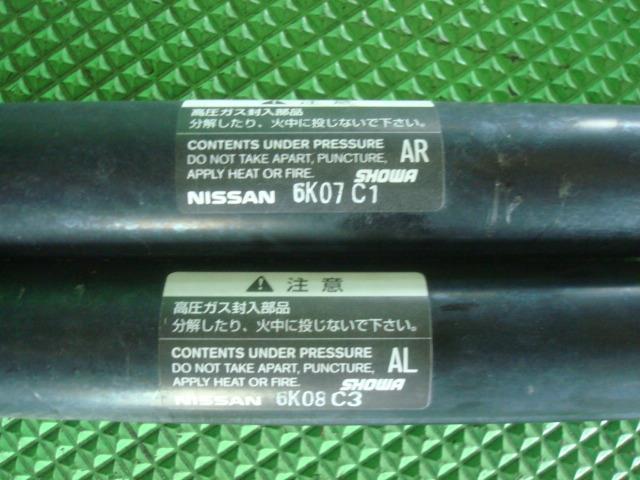 注意
高圧ガス封入部品
分解したり、火中に投じないで下さい。
CONTENTS UNDER PRESSURE
DO NOT TAKE APART, PUNCTURE, AR
APPLY HEAT OR FIRE. SHOWA
NISSAN 6K07 C1
注意
高圧ガス封入部品
分解したり、火中に投じないで下さい。
CONTENTS UNDER PRESSURE
DO NOT TAKE APART, PUNCTURE, AL
APPLY HEAT OR FIRE. SHOWA
NISSAN 6K08 C3